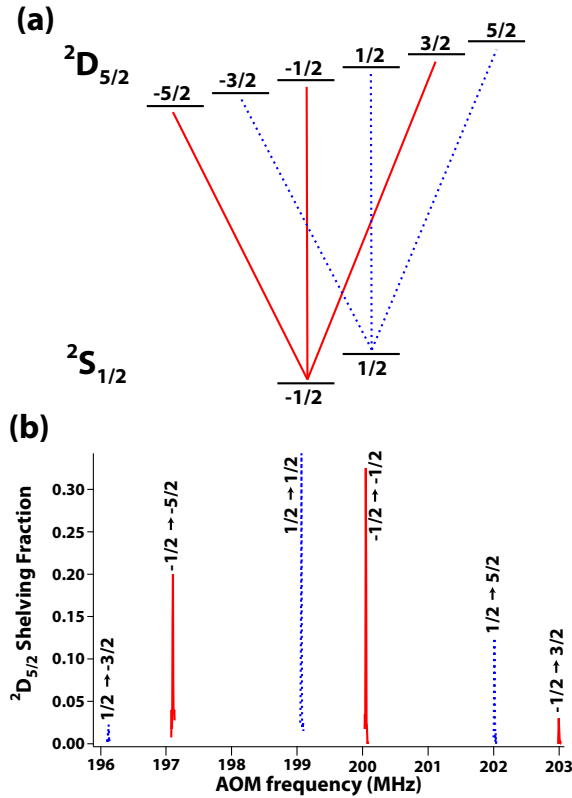 (a)
²D₅/₂
-5/2
-3/2
-1/2
1/2
3/2
5/2
²S₁/₂
-1/2
1/2
(b)
²D₅/₂ Shelving Fraction
0.30
0.25
0.20
0.15
0.10
0.05
0.00
1/2 → -3/2
-1/2 → -5/2
1/2 → 1/2
-1/2 → -1/2
1/2 → 5/2
-1/2 → 3/2
196 197 198 199 200 201 202 203
AOM frequency (MHz)